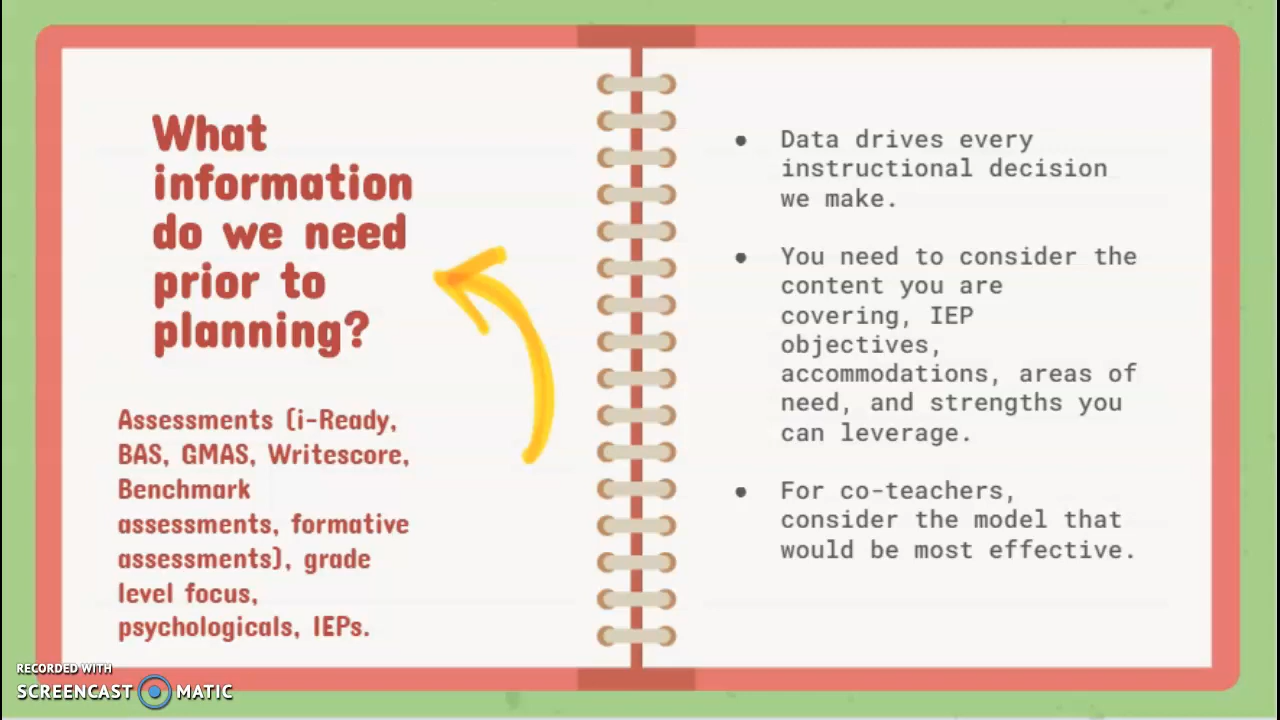 What
information
do we need
prior to
planning?
Assessments (i-Ready,
BAS, GMAS, Writescore,
Benchmark
assessments, formative
assessments), grade
level focus,
psychologicals, IEPs.
● Data drives every
instructional decision
we make.
● You need to consider the
content you are
covering, IEP
objectives,
accommodations, areas of
need, and strengths you
can leverage.
● For co-teachers,
consider the model that
would be most effective.
RECORDED WITH
SCREENCAST MATIC